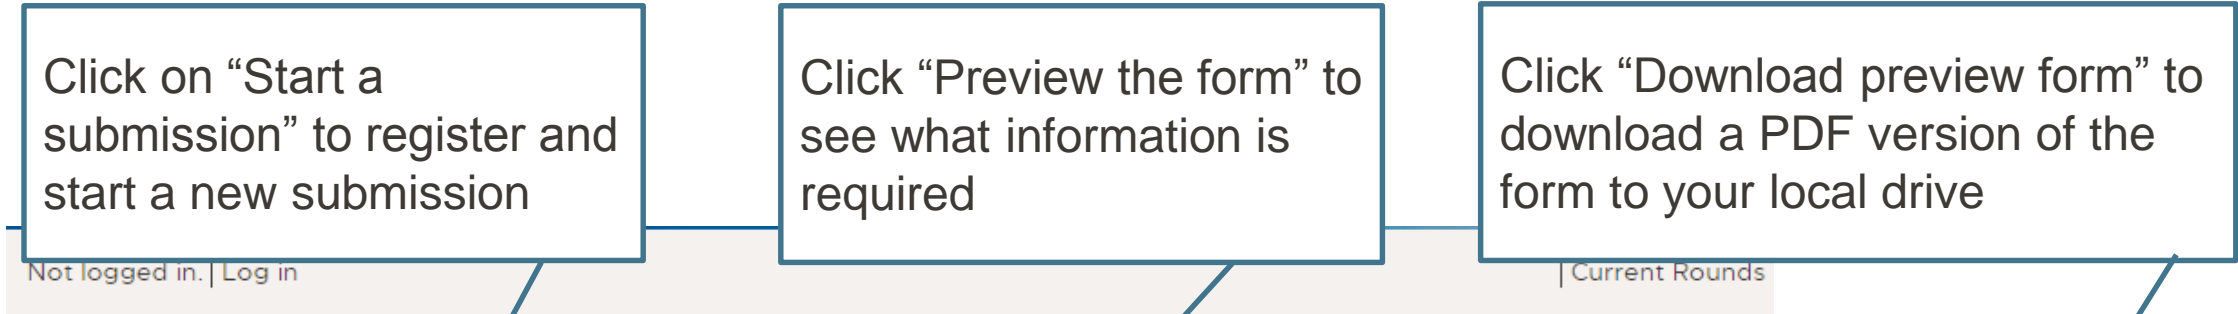 Click on “Start a
submission” to register and
start a new submission
Click “Preview the form” to
see what information is
required
Click “Download preview form” to
download a PDF version of the
form to your local drive
Not logged in. | Log in
| Current Rounds